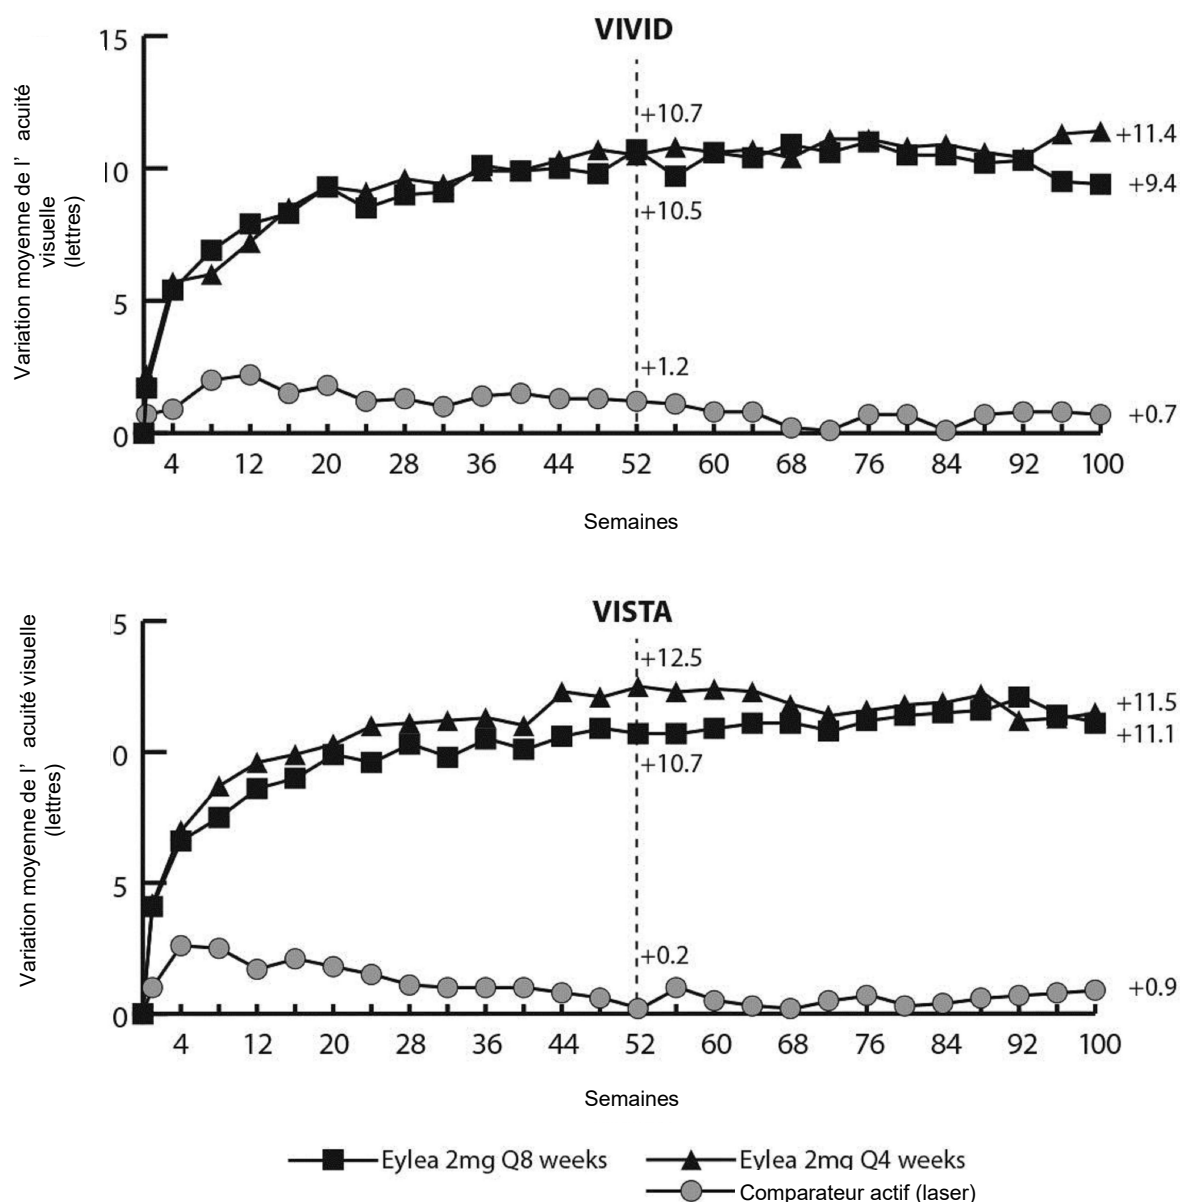 VIVID
15
10
5
0
Variation moyenne de l’ acuité
visuelle
(lettres)
+10.7
+10.5
+1.2
+11.4
+9.4
+0.7
4 12 20 28 36 44 52 60 68 76 84 92 100
Semaines
VISTA
5
0
5
0
Variation moyenne de l’ acuité visuelle
(lettres)
+12.5
+10.7
+0.2
+11.5
+11.1
+0.9
4 12 20 28 36 44 52 60 68 76 84 92 100
Semaines
Eylea 2mg Q8 weeks
Eylea 2mg Q4 weeks
Comparateur actif (laser)